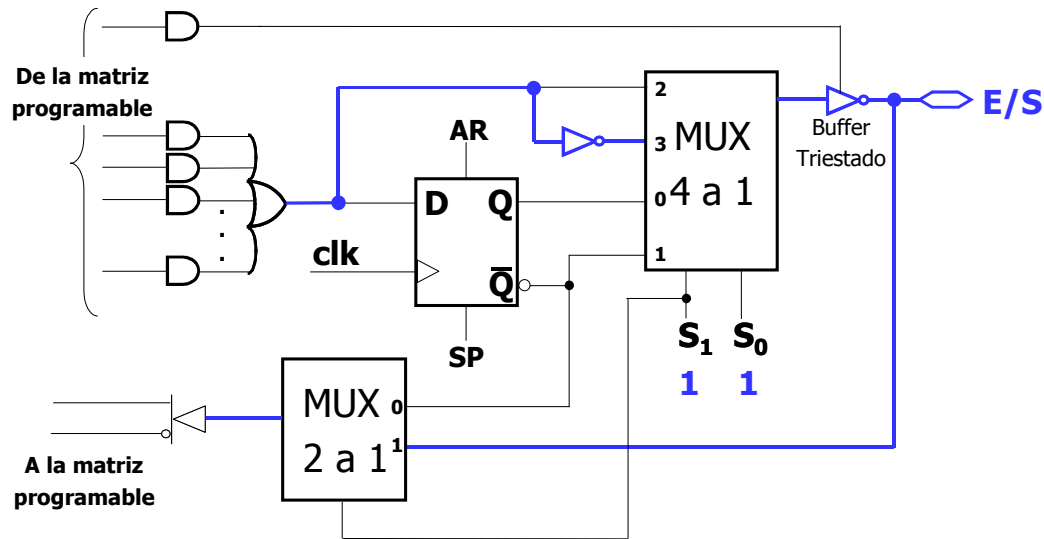 De la matriz
programable
AR
D
Q
clk
Q̅
SP
2
3
0
1
MUX
4 a 1
S₁
S₀
1
1
Buffer
Triestado
E/S
MUX
2 a 1
0
1
A la matriz
programable